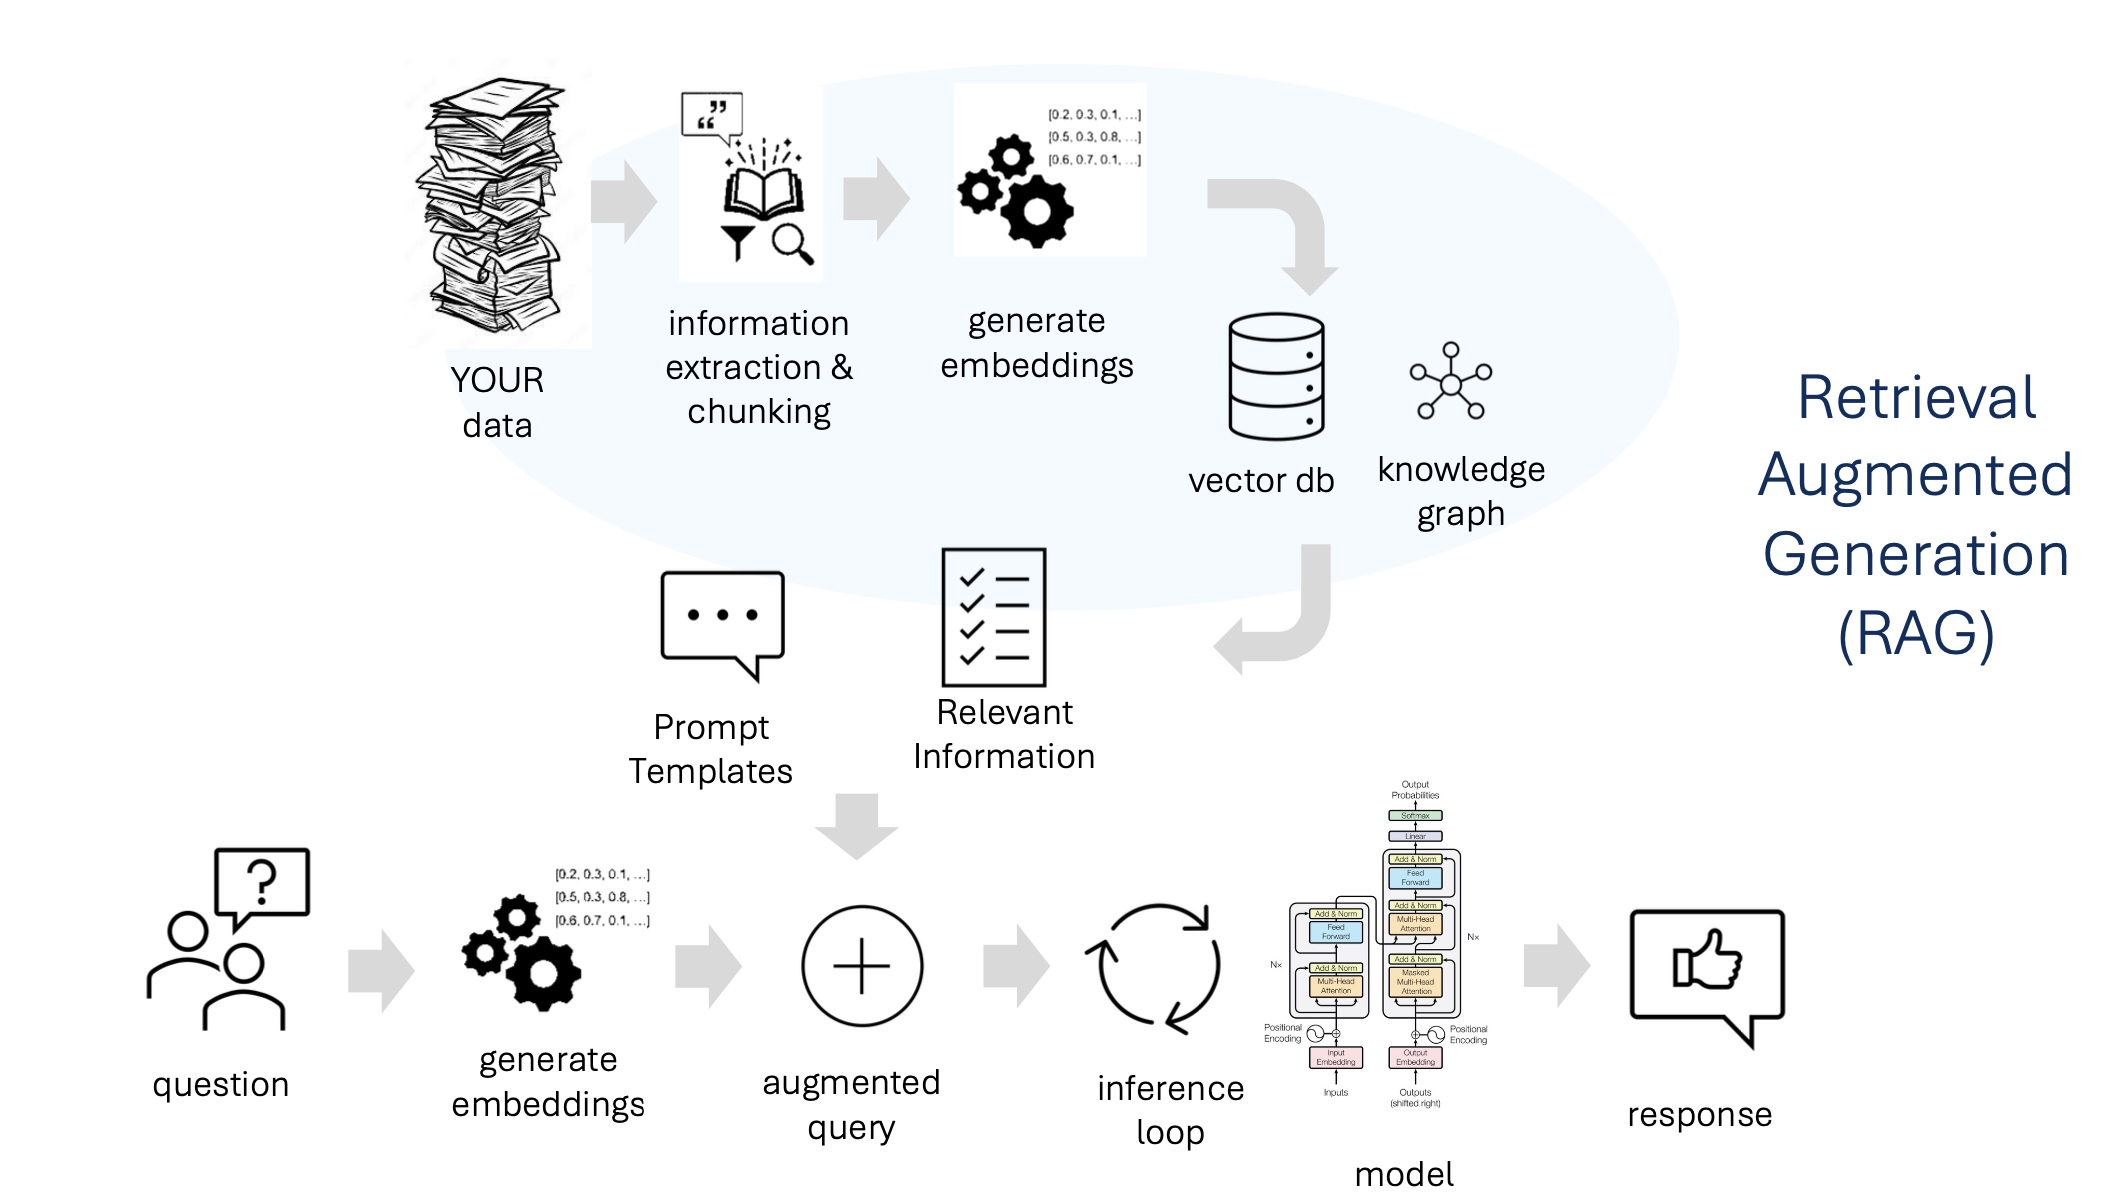 [0.2, 0.3, 0.1, ...]
[0.5, 0.3, 0.8, ...]
[0.6, 0.7, 0.1, ...]
YOUR
data
information
extraction &
chunking
generate
embeddings
vector db
knowledge
graph
Retrieval
Augmented
Generation
(RAG)
Prompt
Templates
Relevant
Information
question
[0.2, 0.3, 0.1, ...]
[0.5, 0.3, 0.8, ...]
[0.6, 0.7, 0.1, ...]
generate
embeddings
augmented
query
inference
loop
Output
Probabilities
Softmax
Linear
Add & Norm
Feed
Forward
Add & Norm
Multi-Head
Attention
Add & Norm
Masked
Multi-Head
Attention
Nx
Positional
Encoding
Output
Embedding
Outputs
(shifted right)
Add & Norm
Feed
Forward
Add & Norm
Multi-Head
Attention
Nx
Positional
Encoding
Input
Embedding
Inputs
model
response